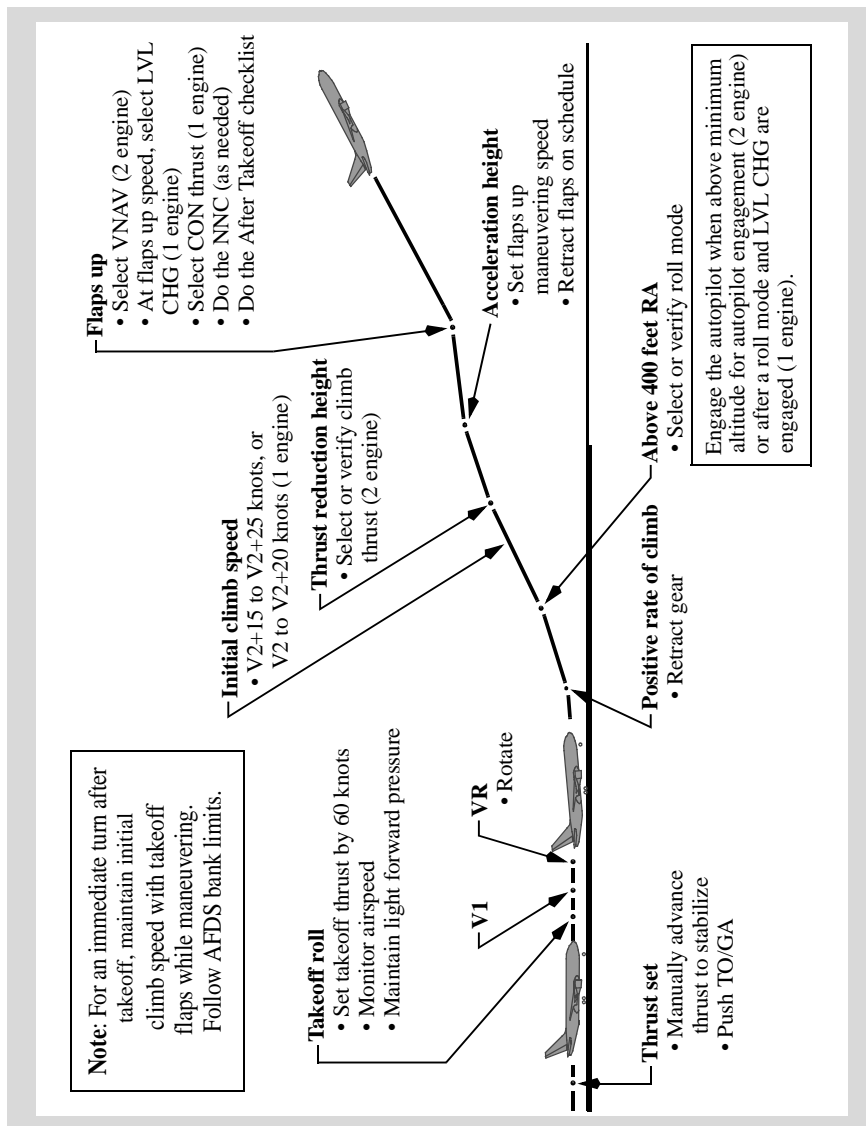 Note: For an immediate turn after
takeoff, maintain initial
climb speed with takeoff
flaps while maneuvering.
Follow AFDS bank limits.
Takeoff roll
• Set takeoff thrust by 60 knots
• Monitor airspeed
• Maintain light forward pressure
V1
VR
• Rotate
Thrust set
• Manually advance
thrust to stabilize
• Push TO/GA
Initial climb speed
• V2+15 to V2+25 knots, or
V2 to V2+20 knots (1 engine)
Thrust reduction height
• Select or verify climb
thrust (2 engine)
Positive rate of climb
• Retract gear
Flaps up
• Select VNAV (2 engine)
• At flaps up speed, select LVL
CHG (1 engine)
• Select CON thrust (1 engine)
• Do the NNC (as needed)
• Do the After Takeoff checklist
Acceleration height
• Set flaps up
maneuvering speed
• Retract flaps on schedule
Above 400 feet RA
• Select or verify roll mode
Engage the autopilot when above minimum
altitude for autopilot engagement (2 engine)
or after a roll mode and LVL CHG are
engaged (1 engine).